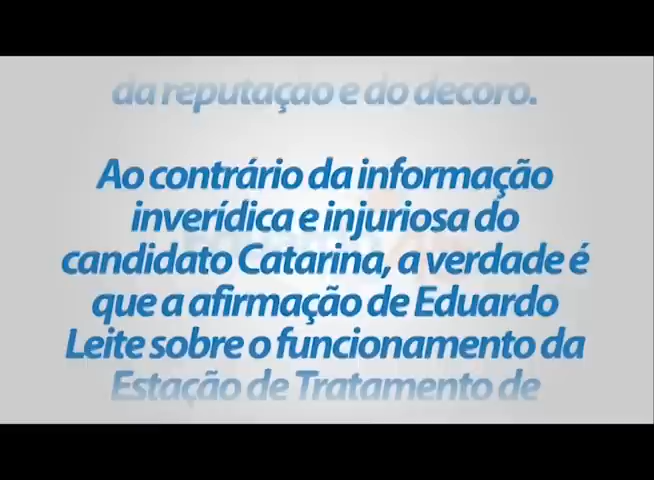 da reputação e do decoro.
Ao contrário da informação
inverídica e injuriosa do
candidato Catarina, a verdade é
que a afirmação de Eduardo
Leite sobre o funcionamento da
Estação de Tratamento de